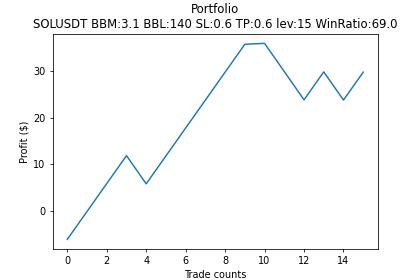 Portfolio
SOLUSDT BBM:3.1 BBL:140 SL:0.6 TP:0.6 lev:15 WinRatio:69.0
30
20
10
0
Profit ($)
0 2 4 6 8 10 12 14
Trade counts